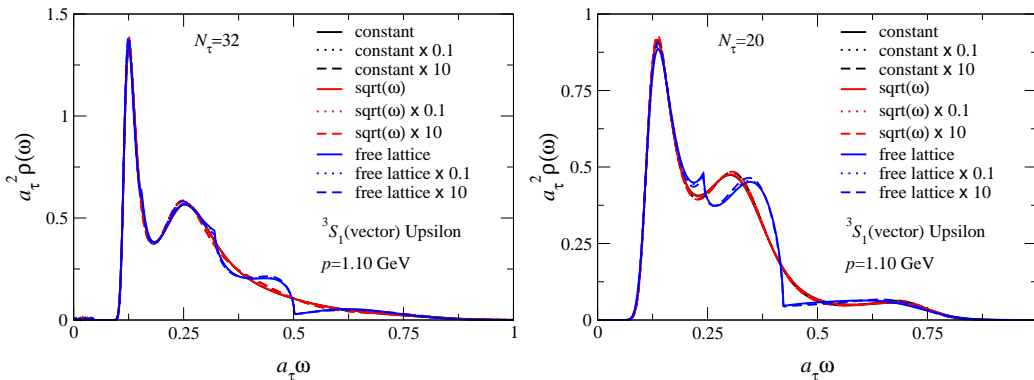 1.5
1
0.5
0
a_τ^2 ρ(ω)
N_τ=32
constant
constant x 0.1
constant x 10
sqrt(ω)
sqrt(ω) x 0.1
sqrt(ω) x 10
free lattice
free lattice x 0.1
free lattice x 10
^3S_1(vector) Upsilon
p=1.10 GeV
0 0.25 0.5 0.75 1
a_τω
1
0.75
0.5
0.25
0
a_τ^2 ρ(ω)
N_τ=20
constant
constant x 0.1
constant x 10
sqrt(ω)
sqrt(ω) x 0.1
sqrt(ω) x 10
free lattice
free lattice x 0.1
free lattice x 10
^3S_1(vector) Upsilon
p=1.10 GeV
0 0.25 0.5 0.75
a_τω